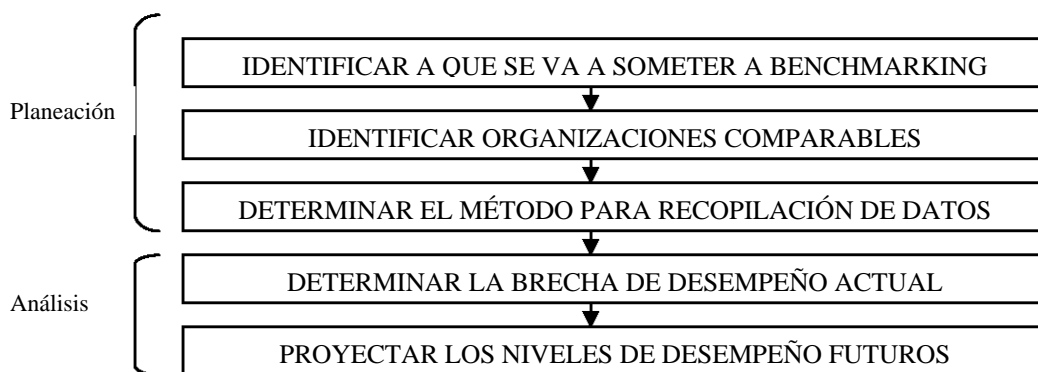 IDENTIFICAR A QUE SE VA A SOMETER A BENCHMARKING
Planeación
IDENTIFICAR ORGANIZACIONES COMPARABLES
DETERMINAR EL MÉTODO PARA RECOPILACIÓN DE DATOS
DETERMINAR LA BRECHA DE DESEMPEÑO ACTUAL
Análisis
PROYECTAR LOS NIVELES DE DESEMPEÑO FUTUROS